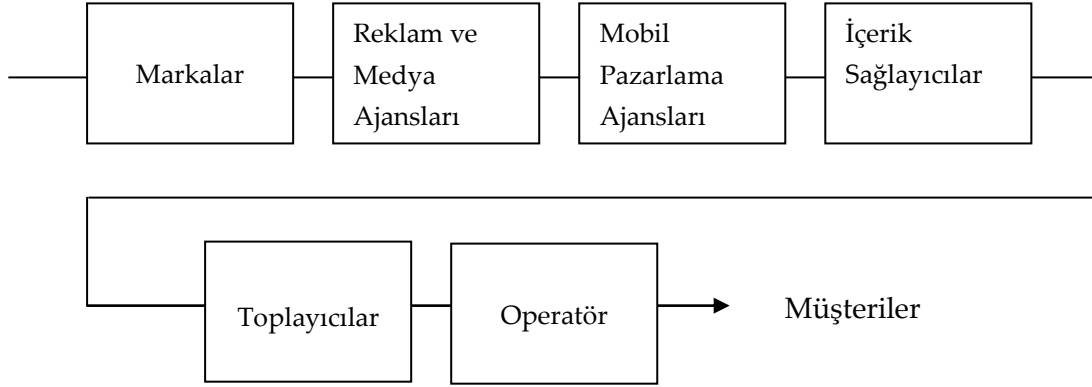 Markalar
Reklam ve
Medya
Ajansları
Mobil
Pazarlama
Ajansları
İçerik
Sağlayıcılar
Toplayıcılar
Operatör
Müşteriler